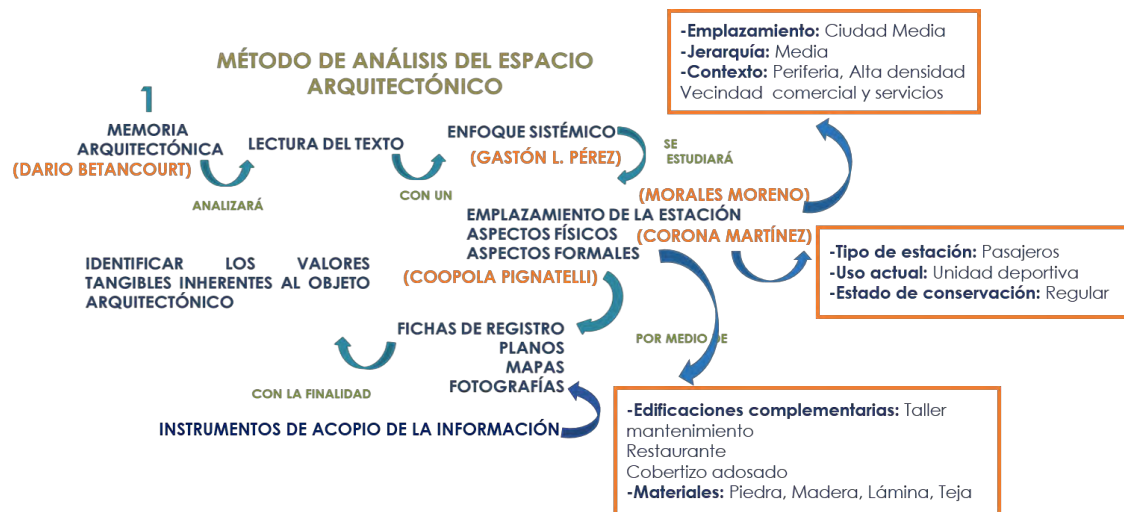 MÉTODO DE ANÁLISIS DEL ESPACIO
ARQUITECTÓNICO
1
MEMORIA
ARQUITECTÓNICA
(DARIO BETANCOURT)
ANALIZARÁ
LECTURA DEL TEXTO
CON UN
ENFOQUE SISTÉMICO
(GASTÓN L. PÉREZ)
SE
ESTUDIARÁ
(MORALES MORENO)
EMPLAZAMIENTO DE LA ESTACIÓN
ASPECTOS FÍSICOS
(CORONA MARTÍNEZ)
ASPECTOS FORMALES
(COOPOLA PIGNATELLI)
-Emplazamiento: Ciudad Media
-Jerarquía: Media
-Contexto: Periferia, Alta densidad
Vecindad comercial y servicios
-Tipo de estación: Pasajeros
-Uso actual: Unidad deportiva
-Estado de conservación: Regular
POR MEDIO DE
-Edificaciones complementarias: Taller
mantenimiento
Restaurante
Cobertizo adosado
-Materiales: Piedra, Madera, Lámina, Teja
FICHAS DE REGISTRO
PLANOS
MAPAS
FOTOGRAFÍAS
INSTRUMENTOS DE ACOPIO DE LA INFORMACIÓN
CON LA FINALIDAD
IDENTIFICAR LOS VALORES
TANGIBLES INHERENTES AL OBJETO
ARQUITECTÓNICO